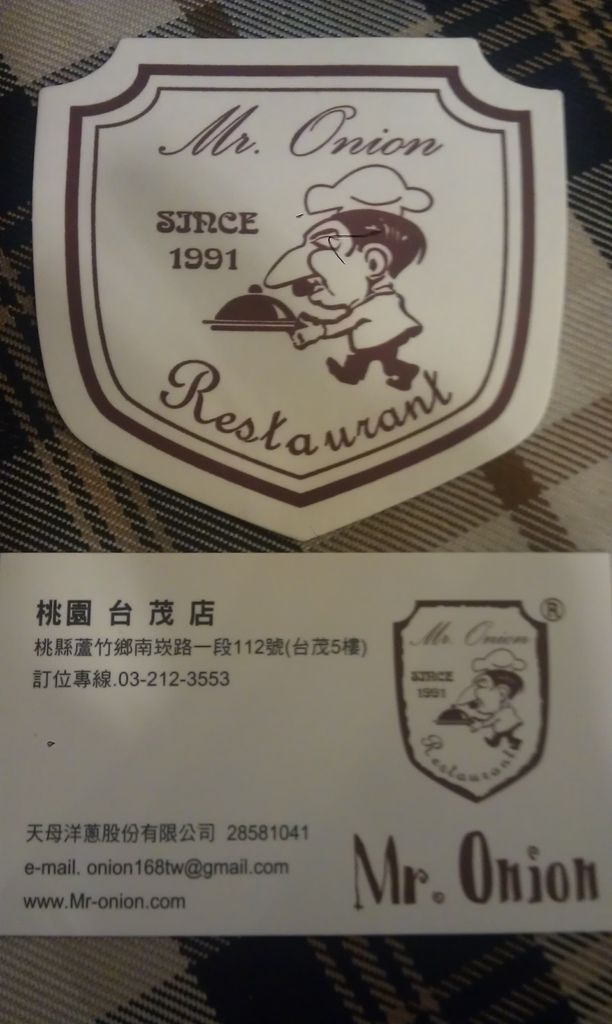 Mr. Onion
SINCE
1991
Restaurant
桃園 台茂店
桃縣蘆竹鄉南崁路一段112號(台茂5樓)
訂位專線.03-212-3553
®
Mr. Onion
SINCE
1991
Restaurant
天母洋蔥股份有限公司 28581041
e-mail. onion168tw@gmail.com
www.Mr-onion.com
Mr. Onion